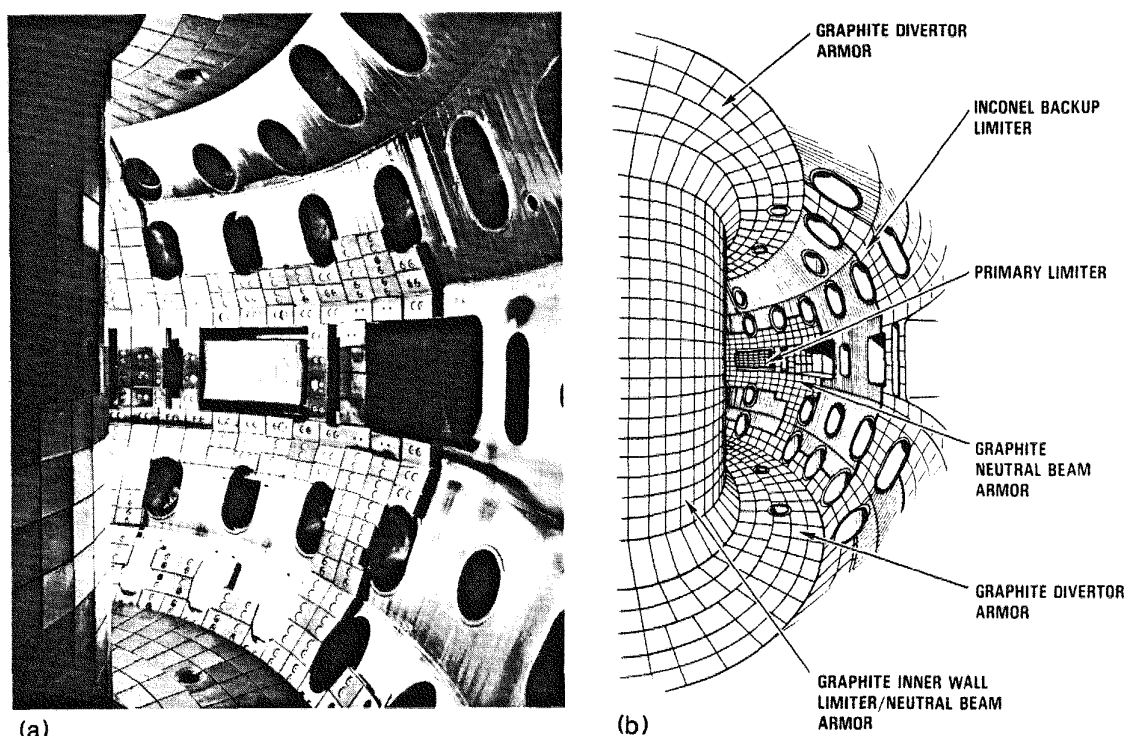 GRAPHITE DIVERTOR
ARMOR
INCONEL BACKUP
LIMITER
PRIMARY LIMITER
GRAPHITE
NEUTRAL BEAM
ARMOR
GRAPHITE DIVERTOR
ARMOR
GRAPHITE INNER WALL
LIMITER/NEUTRAL BEAM
ARMOR
(a)
(b)